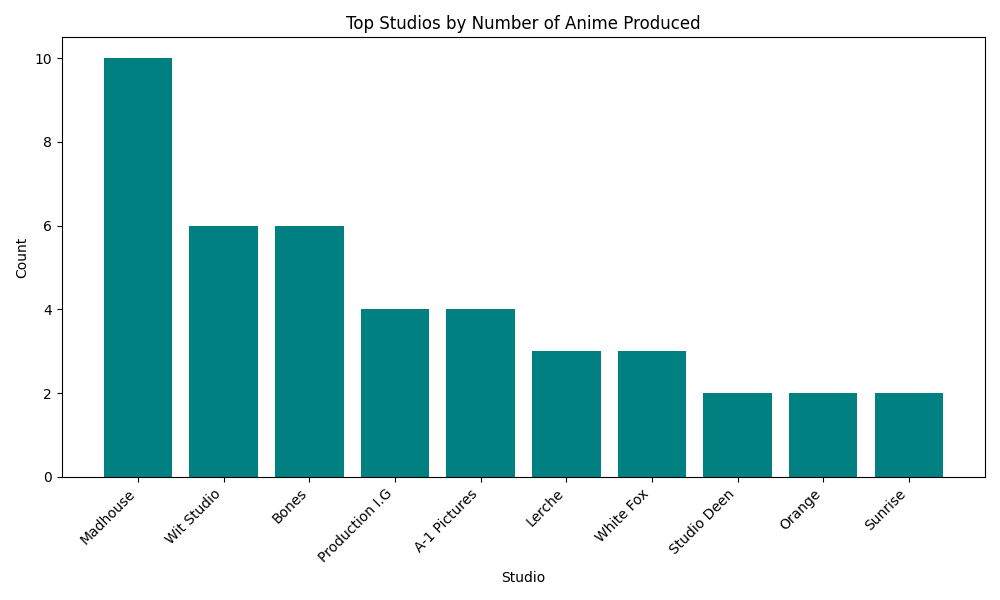 Top Studios by Number of Anime Produced
Count
10
8
6
4
2
0
Madhouse
Wit Studio
Bones
Production I.G
A-1 Pictures
Lerche
White Fox
Studio Deen
Orange
Sunrise
Studio